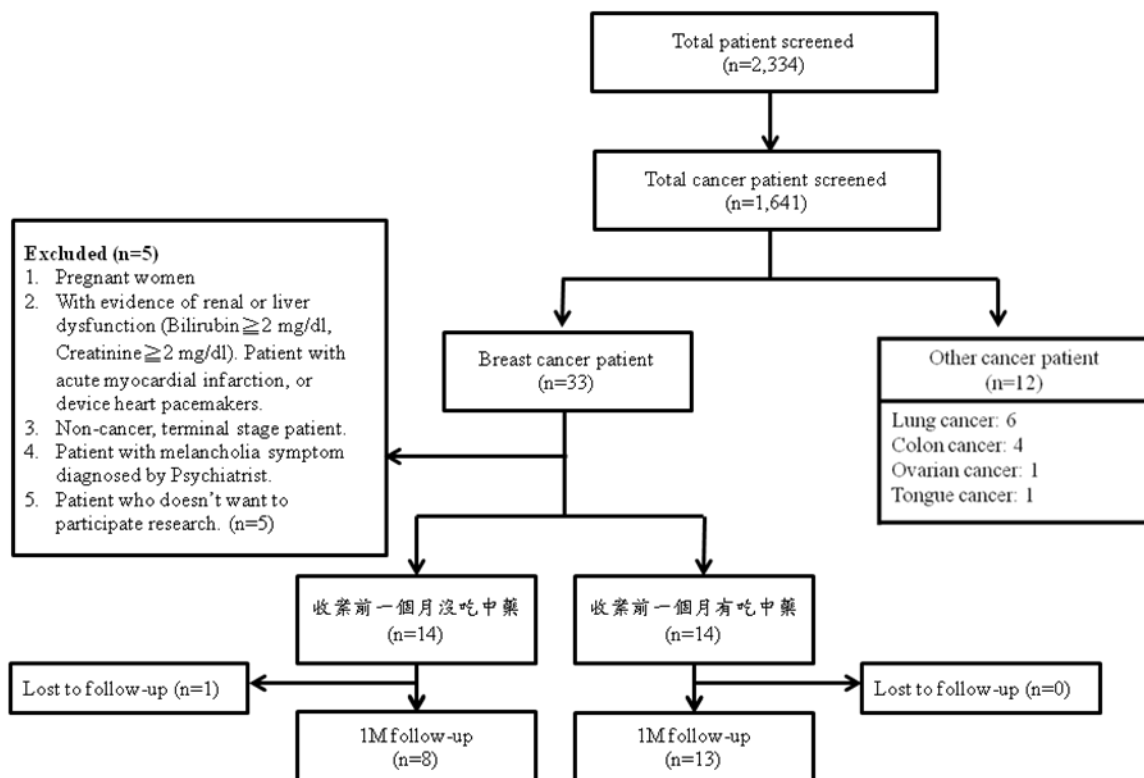 Total patient screened
(n=2,334)
Total cancer patient screened
(n=1,641)
Excluded (n=5)
1. Pregnant women
2. With evidence of renal or liver
dysfunction (Bilirubin≧2 mg/dl,
Creatinine≧2 mg/dl). Patient with
acute myocardial infarction, or
device heart pacemakers.
3. Non-cancer, terminal stage patient.
4. Patient with melancholia symptom
diagnosed by Psychiatrist.
5. Patient who doesn't want to
participate research. (n=5)
Breast cancer patient
(n=33)
Other cancer patient
(n=12)
Lung cancer: 6
Colon cancer: 4
Ovarian cancer: 1
Tongue cancer: 1
收案前一個月沒吃中藥
(n=14)
收案前一個月有吃中藥
(n=14)
Lost to follow-up (n=1)
Lost to follow-up (n=0)
1M follow-up
(n=8)
1M follow-up
(n=13)